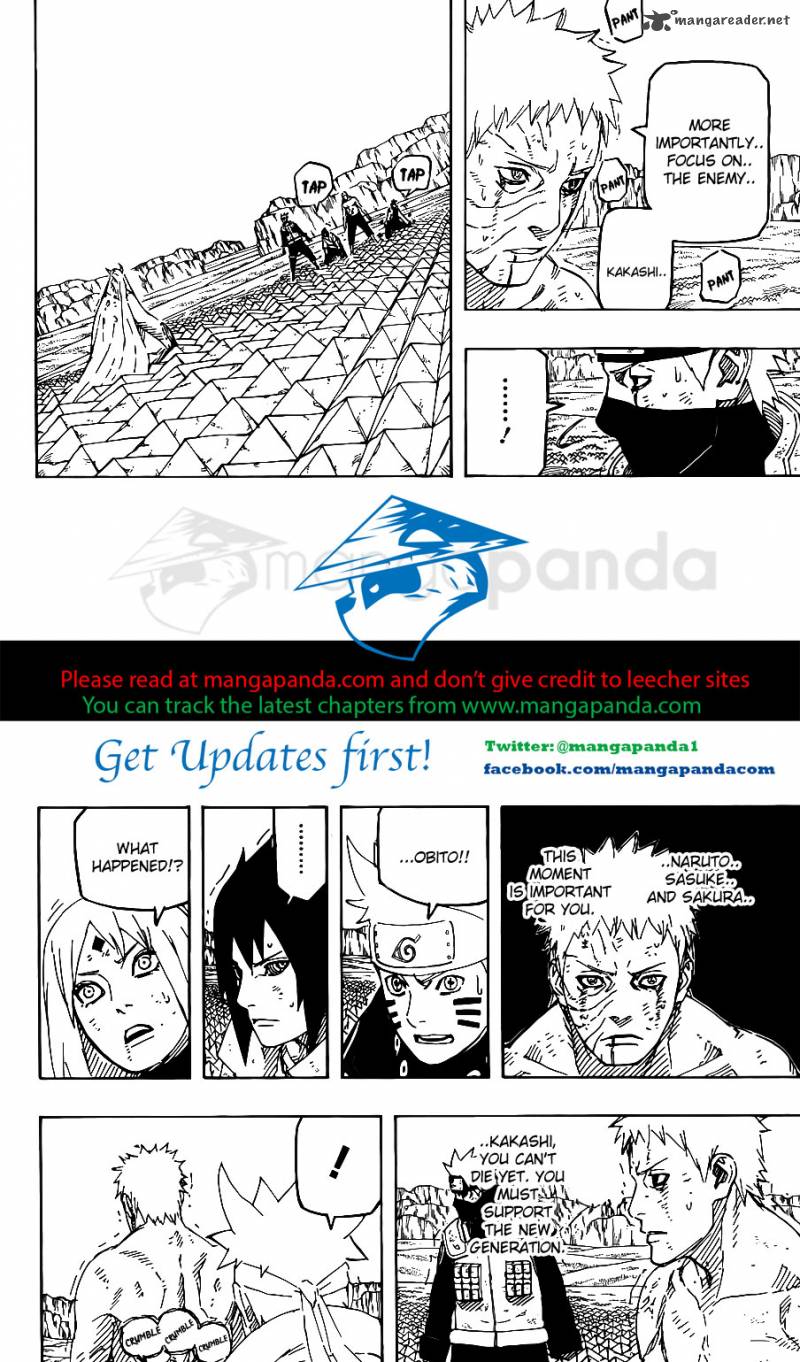 mangareader.net
PANT
MORE
IMPORTANTLY..
FOCUS ON..
THE ENEMY..
PANT
KAKASHI..
PANT
TAP
TAP
.......!
mangapanda
Please read at mangapanda.com and don't give credit to leecher sites
You can track the latest chapters from www.mangapanda.com
Get Updates first!
Twitter: @mangapanda1
facebook.com/mangapandacom
..NARUTO..
SASUKE..
AND SAKURA..
THIS
MOMENT
IS IMPORTANT
FOR YOU.
...OBITO!!
........
WHAT
HAPPENED!?
..KAKASHI,
YOU CAN'T
DIE YET. YOU
MUST
SUPPORT
THE NEW
GENERATION.
!
CRUMBLE
CRUMBLE
CRUMBLE